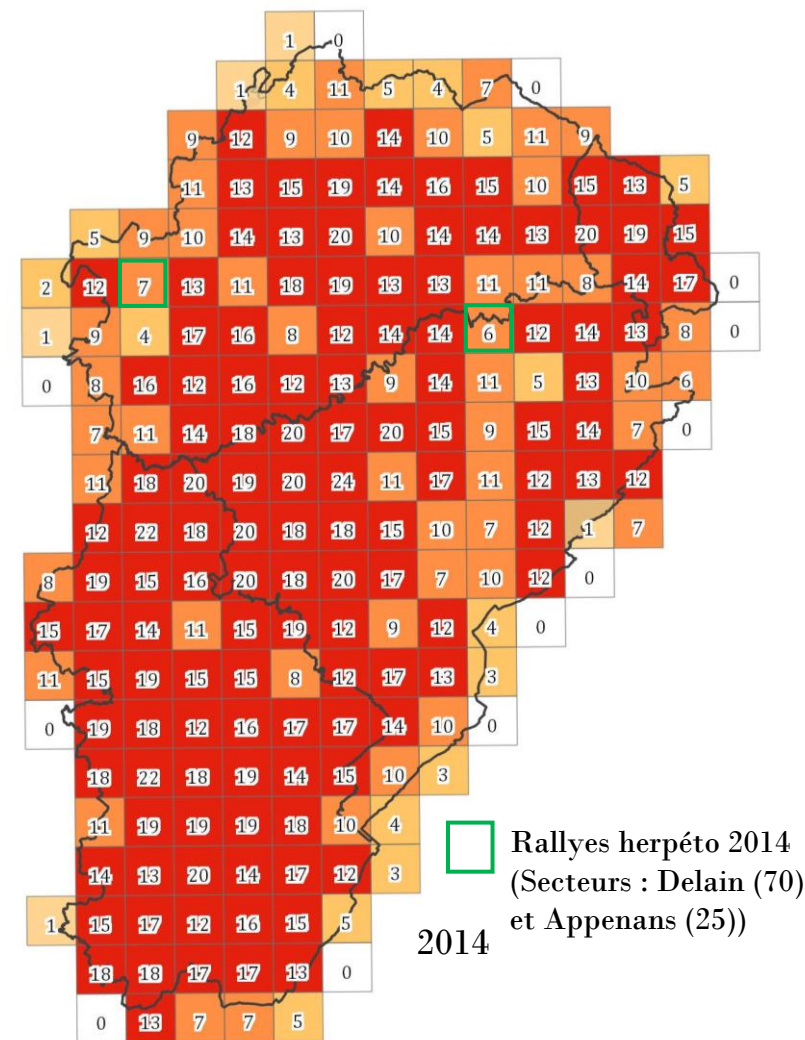 1 0
1 4 11 5 4 7 0
9 12 9 10 14 10 5 11 9
11 13 15 19 14 16 15 10 15 13 5
5 9 10 14 13 20 10 14 14 13 20 19 15
2 12 7 13 11 18 19 13 13 11 11 8 14 17 0
1 9 4 17 16 8 12 14 14 6 12 14 13 8 0
0 8 16 12 16 12 13 9 14 11 5 13 10 6
7 11 14 18 20 17 20 15 9 15 14 7 0
11 18 20 19 20 24 11 17 11 12 13 12
12 22 18 20 18 18 15 10 7 12 1 7
8 19 15 16 20 18 20 17 7 10 12 0
15 17 14 11 15 19 12 9 12 4 0
11 15 19 15 15 8 12 17 13 3
0 19 18 12 16 17 17 14 10 0
18 22 18 19 14 15 10 3
11 19 19 19 18 10 4
14 13 20 14 17 12 3
1 15 17 12 16 15 5
18 18 17 17 13 0
0 13 7 7 5
Rallyes herpéto 2014
(Secteurs : Delain (70)
et Appenans (25))
2014